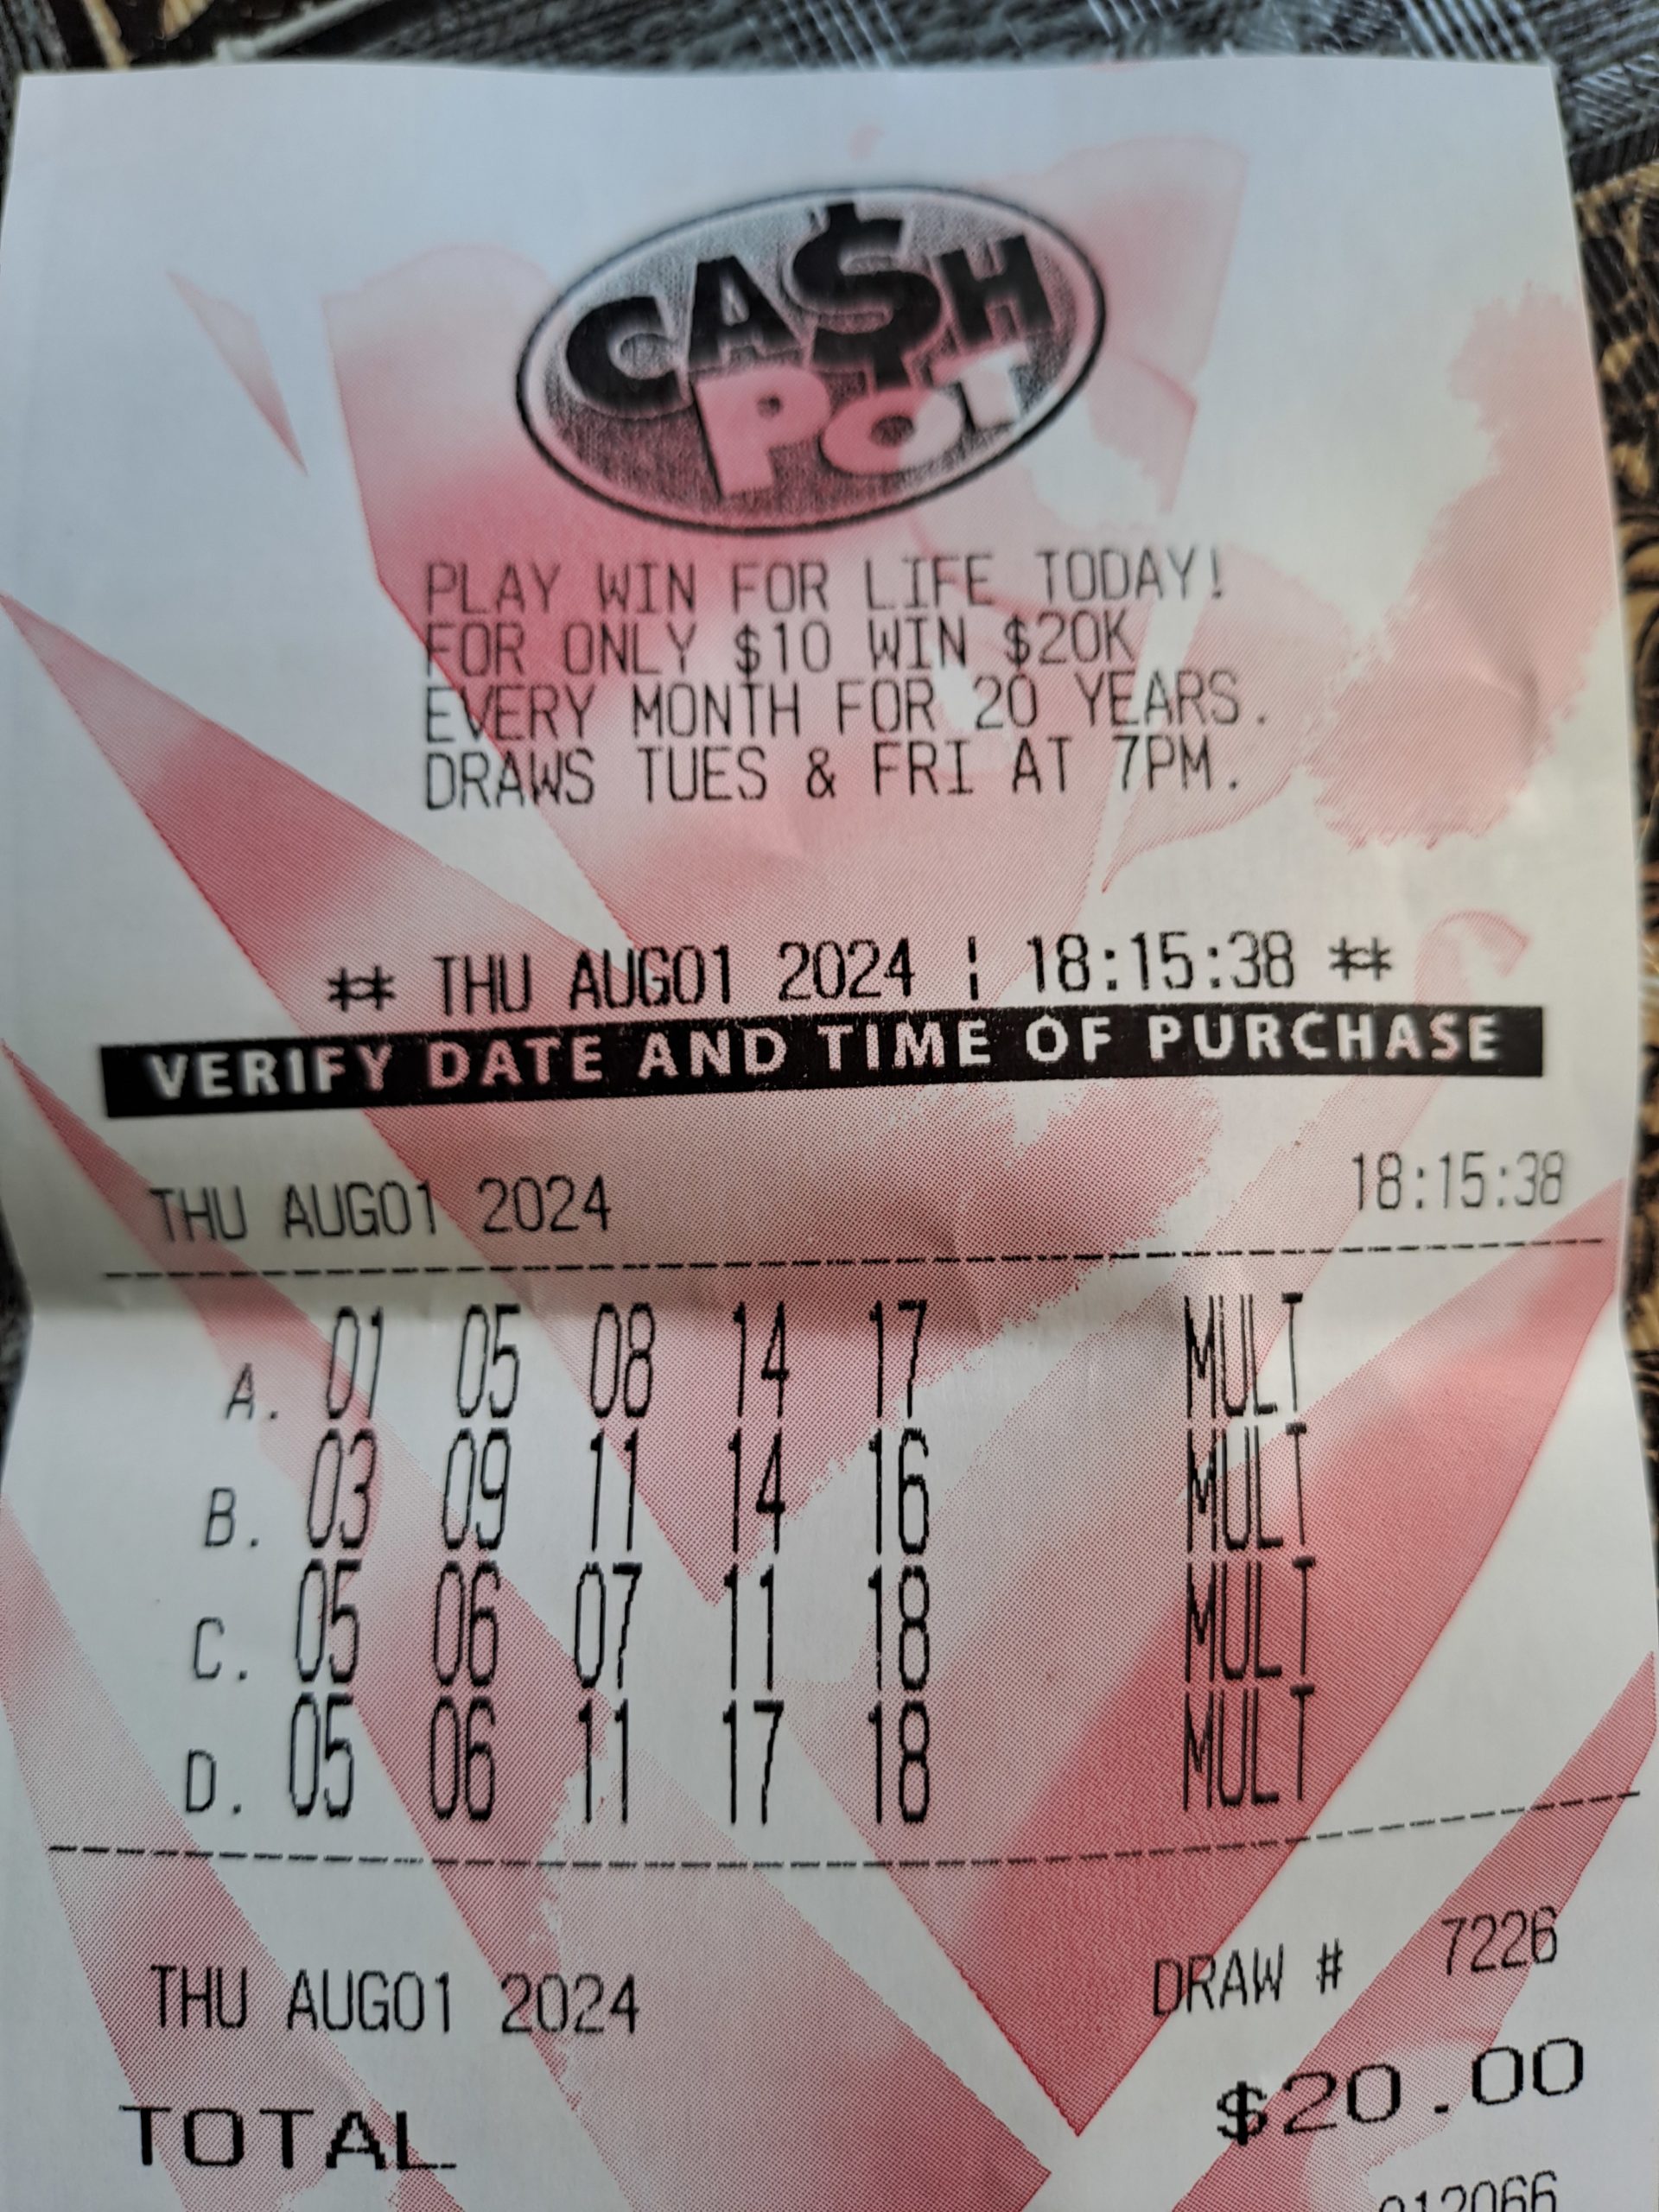 CA$H
POT
PLAY WIN FOR LIFE TODAY!
FOR ONLY $10 WIN $20K
EVERY MONTH FOR 20 YEARS.
DRAWS TUES & FRI AT 7PM.
** THU AUG01 2024 ¦ 18:15:38 **
VERIFY DATE AND TIME OF PURCHASE
THU AUG01 2024 18:15:38
A. 01 05 08 14 17 MULT
B. 03 09 11 14 16 MULT
C. 05 06 07 11 18 MULT
D. 05 06 11 17 18 MULT
THU AUG01 2024 DRAW # 7226
TOTAL $20.00